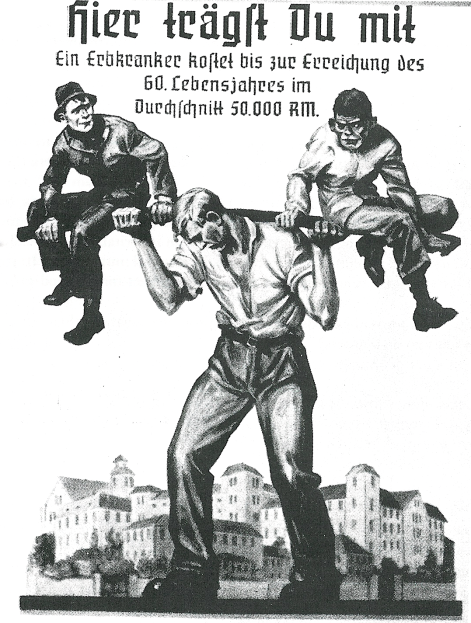 Hier trägst Du mit
Ein Erbkranker kostet bis zur Erreichung des
60. Lebensjahres im
Durchschnitt 50.000 RM.